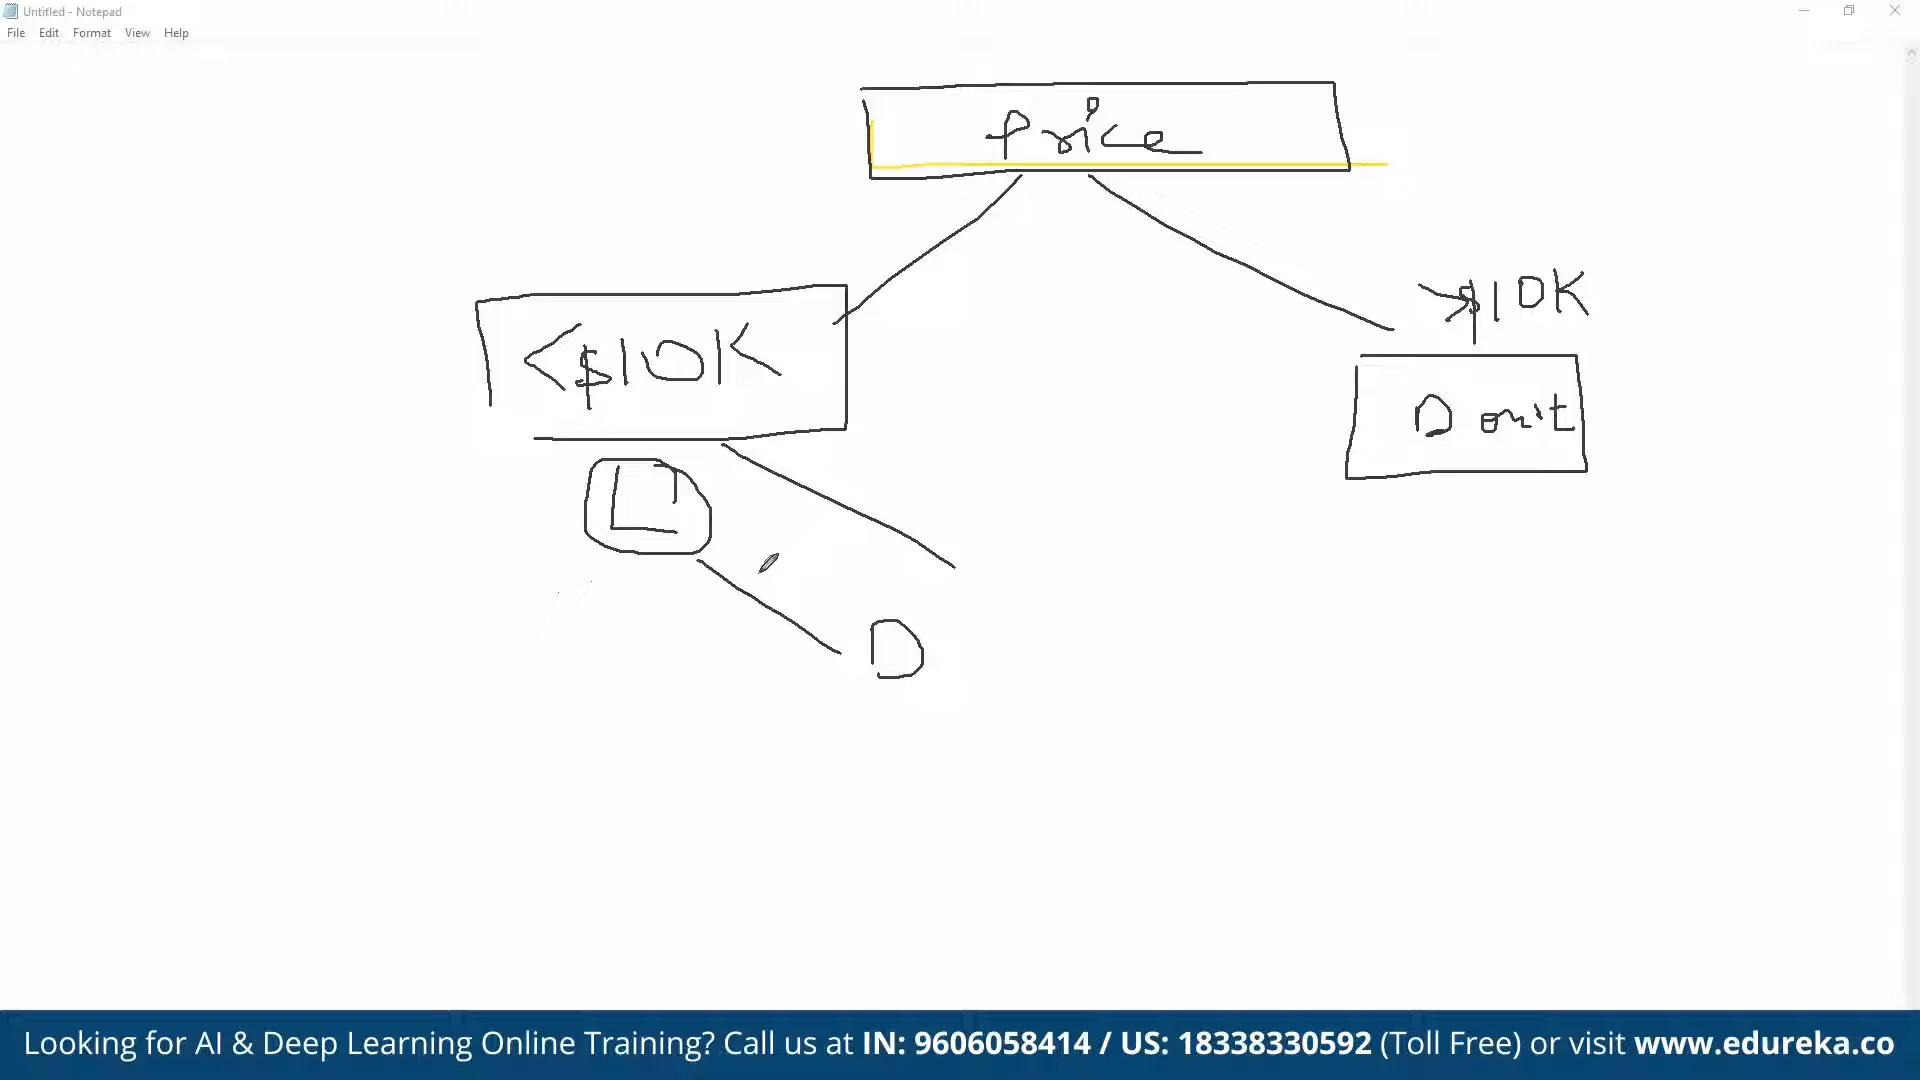 Untitled - Notepad
File Edit Format View Help
Price
<$10K
>$10K
D
Looking for AI & Deep Learning Online Training? Call us at IN: 9606058414 / US: 18338330592 (Toll Free) or visit www.edureka.co